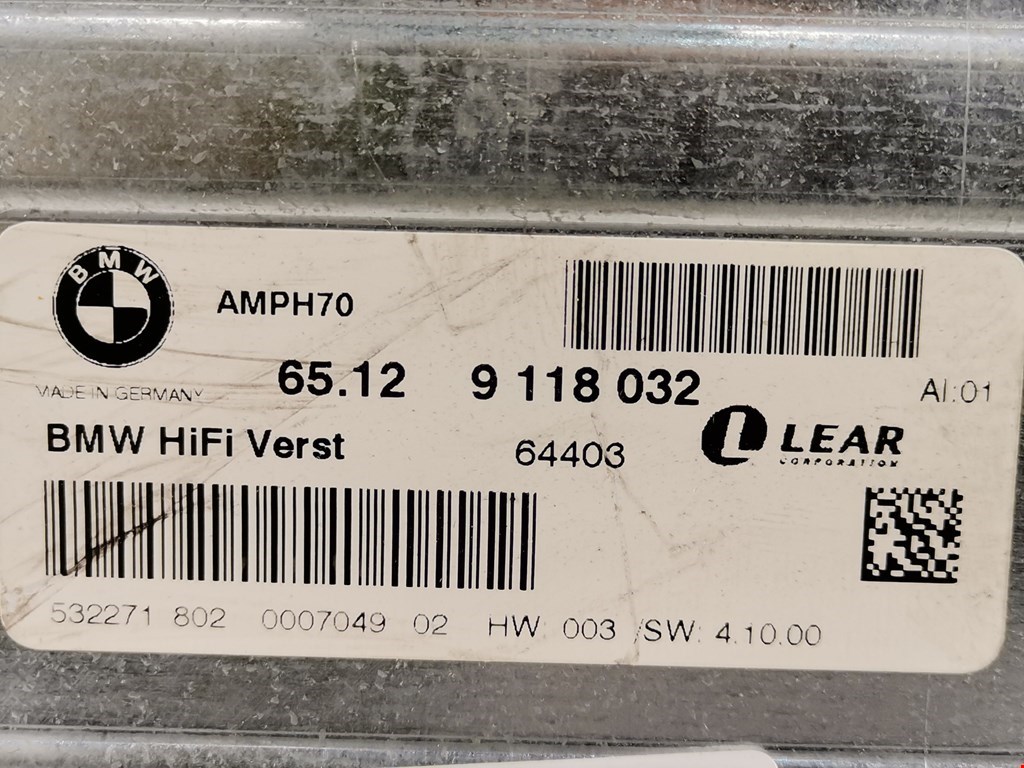 BMW
AMPH70
65.12 9 118 032 AI:01
MADE IN GERMANY
BMW HiFi Verst 64403 LEAR
CORPORATION
532271 802 0007049 02 HW: 003 /SW: 4.10.00